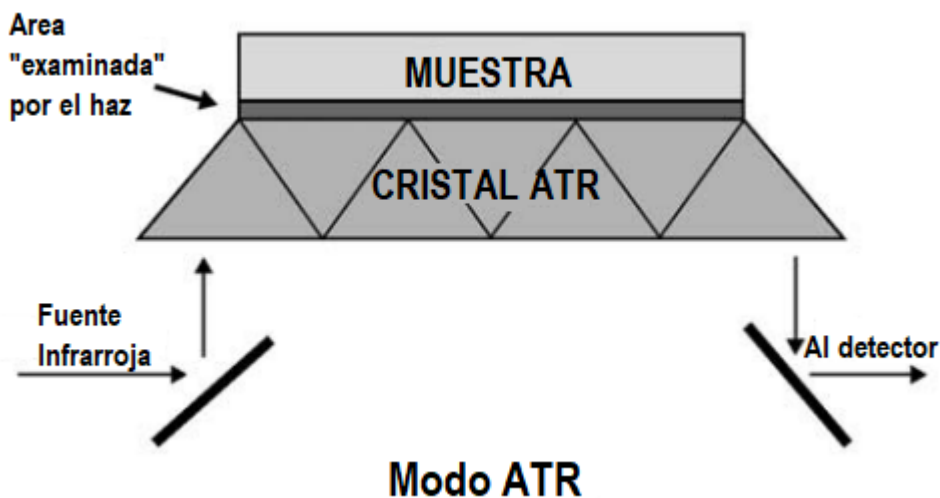 Area
"examinada"
por el haz
MUESTRA
CRISTAL ATR
Fuente
Infrarroja
Al detector
Modo ATR